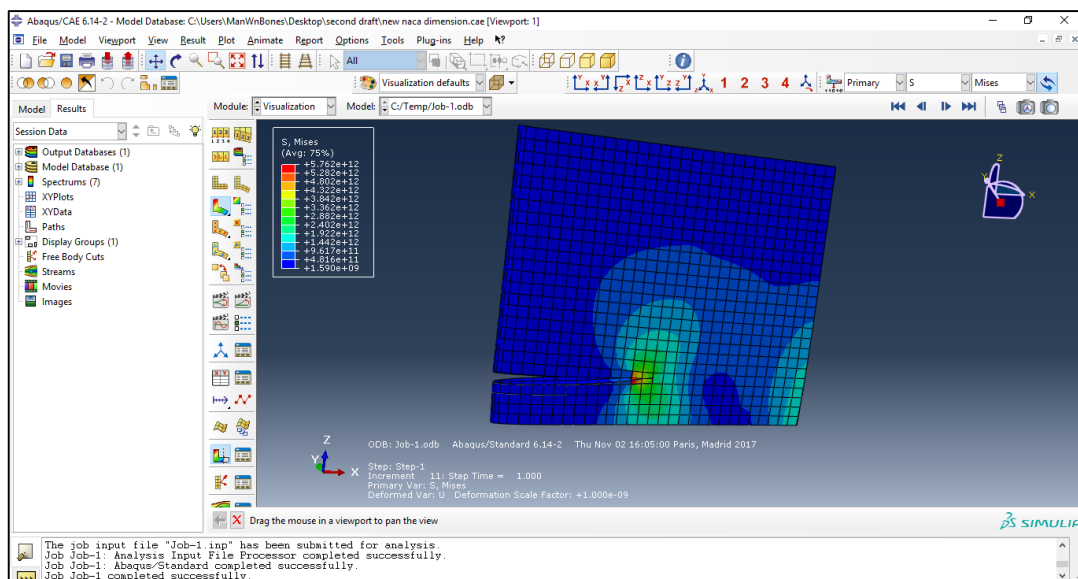 Abaqus/CAE 6.14-2 - Model Database: C:\Users\ManWnBones\Desktop\second draft\new naca dimension.cae [Viewport: 1]
File Model Viewport View Result Plot Animate Report Options Tools Plug-ins Help
All
Visualization defaults
1 2 3 4
Primary S Mises
Model Results
Module: Visualization Model: C:/Temp/Job-1.odb
Session Data
Output Databases (1)
Model Database (1)
Spectrums (7)
XYPlots
XYData
Paths
Display Groups (1)
Free Body Cuts
Streams
Movies
Images
S, Mises
(Avg: 75%)
+5.762e+12
+5.282e+12
+4.802e+12
+4.322e+12
+3.842e+12
+3.362e+12
+2.882e+12
+2.402e+12
+1.922e+12
+1.442e+12
+9.617e+11
+4.816e+11
+1.590e+09
Z
Y
X
Z
Y
X
ODB: Job-1.odb Abaqus/Standard 6.14-2 Thu Nov 02 16:05:00 Paris, Madrid 2017
Step: Step-1
Increment 11: Step Time = 1.000
Primary Var: S, Mises
Deformed Var: U Deformation Scale Factor: +1.000e-09
Drag the mouse in a viewport to pan the view
SIMULIA
The job input file "Job-1.inp" has been submitted for analysis.
Job Job-1: Analysis Input File Processor completed successfully.
Job Job-1: Abaqus/Standard completed successfully.
Job Job-1 completed successfully.